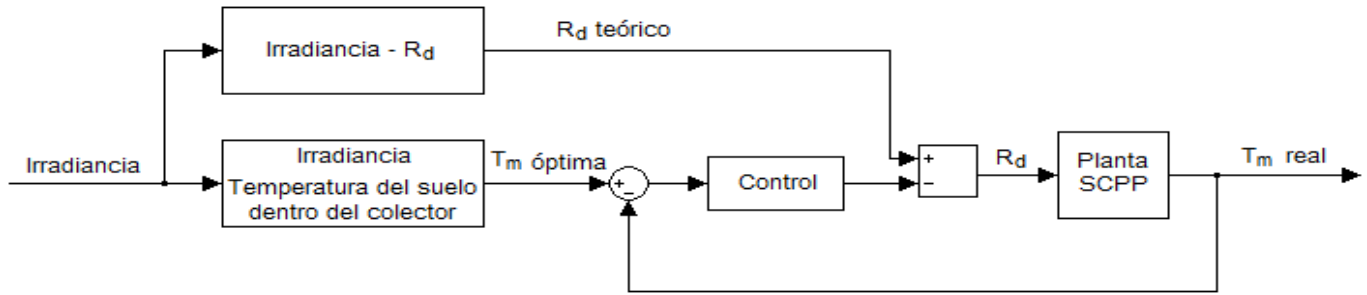 Irradiancia - Rd
Rd teórico
Irradiancia
Irradiancia
Temperatura del suelo
dentro del colector
Tm óptima
+
−
Control
+
−
Rd
Planta
SCPP
Tm real